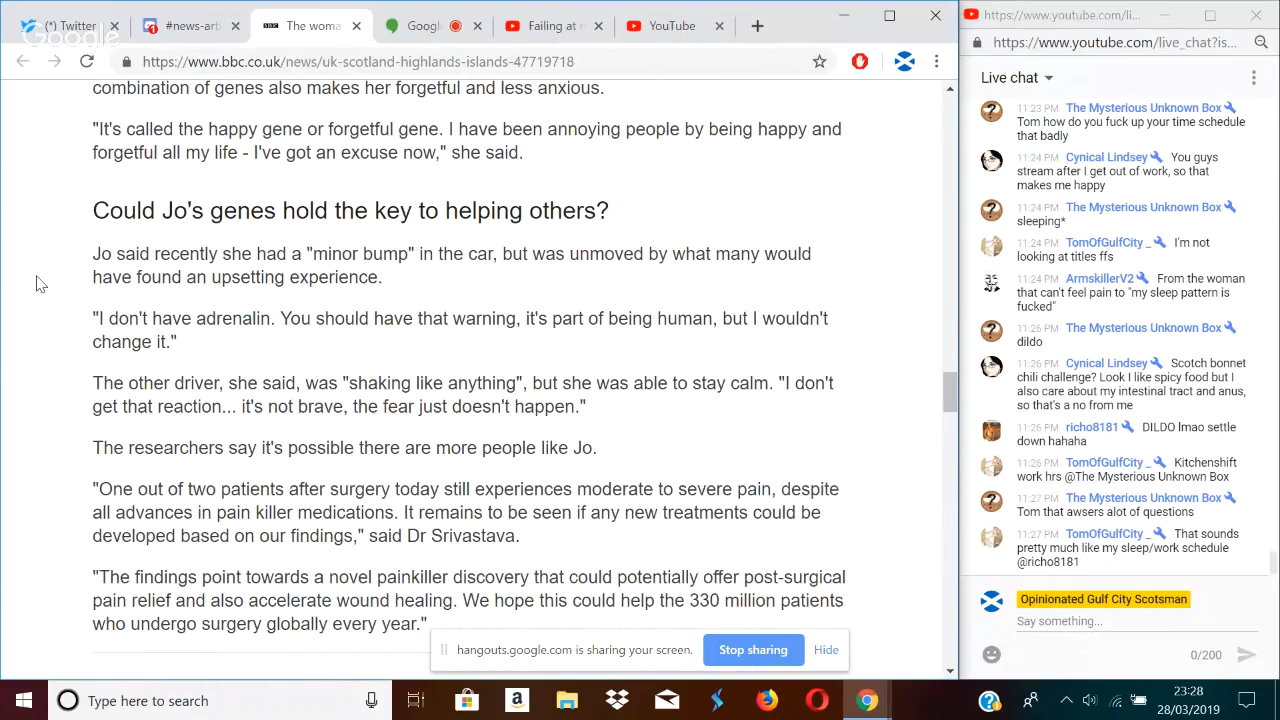 (*) Twitter
#news-arti
The woma
Googl
Falling at m
YouTube
Google
https://www.bbc.co.uk/news/uk-scotland-highlands-islands-47719718
combination of genes also makes her forgetful and less anxious.
"It's called the happy gene or forgetful gene. I have been annoying people by being happy and
forgetful all my life - I've got an excuse now," she said.
Could Jo's genes hold the key to helping others?
Jo said recently she had a "minor bump" in the car, but was unmoved by what many would
have found an upsetting experience.
"I don't have adrenalin. You should have that warning, it's part of being human, but I wouldn't
change it."
The other driver, she said, was "shaking like anything", but she was able to stay calm. "I don't
get that reaction... it's not brave, the fear just doesn't happen."
The researchers say it's possible there are more people like Jo.
"One out of two patients after surgery today still experiences moderate to severe pain, despite
all advances in pain killer medications. It remains to be seen if any new treatments could be
developed based on our findings," said Dr Srivastava.
"The findings point towards a novel painkiller discovery that could potentially offer post-surgical
pain relief and also accelerate wound healing. We hope this could help the 330 million patients
who undergo surgery globally every year."
hangouts.google.com is sharing your screen.
Stop sharing
Hide
https://www.youtube.com/li...
https://www.youtube.com/live_chat?is...
Live chat
11:23 PM The Mysterious Unknown Box
Tom how do you fuck up your time schedule
that badly
11:24 PM Cynical Lindsey You guys
stream after I get out of work, so that
makes me happy
11:24 PM The Mysterious Unknown Box
sleeping*
11:24 PM TomOfGulfCity _ I'm not
looking at titles ffs
11:24 PM ArmskillerV2 From the woman
that can't feel pain to "my sleep pattern is
fucked"
11:26 PM The Mysterious Unknown Box
dildo
11:26 PM Cynical Lindsey Scotch bonnet
chili challenge? Look I like spicy food but I
also care about my intestinal tract and anus,
so that's a no from me
11:26 PM richo8181 DILDO lmao settle
down hahaha
11:26 PM TomOfGulfCity _ Kitchenshift
work hrs @The Mysterious Unknown Box
11:27 PM The Mysterious Unknown Box
Tom that awsers alot of questions
11:27 PM TomOfGulfCity _ That sounds
pretty much like my sleep/work schedule
@richo8181
Opinionated Gulf City Scotsman
Say something...
0/200
Type here to search
23:28
28/03/2019